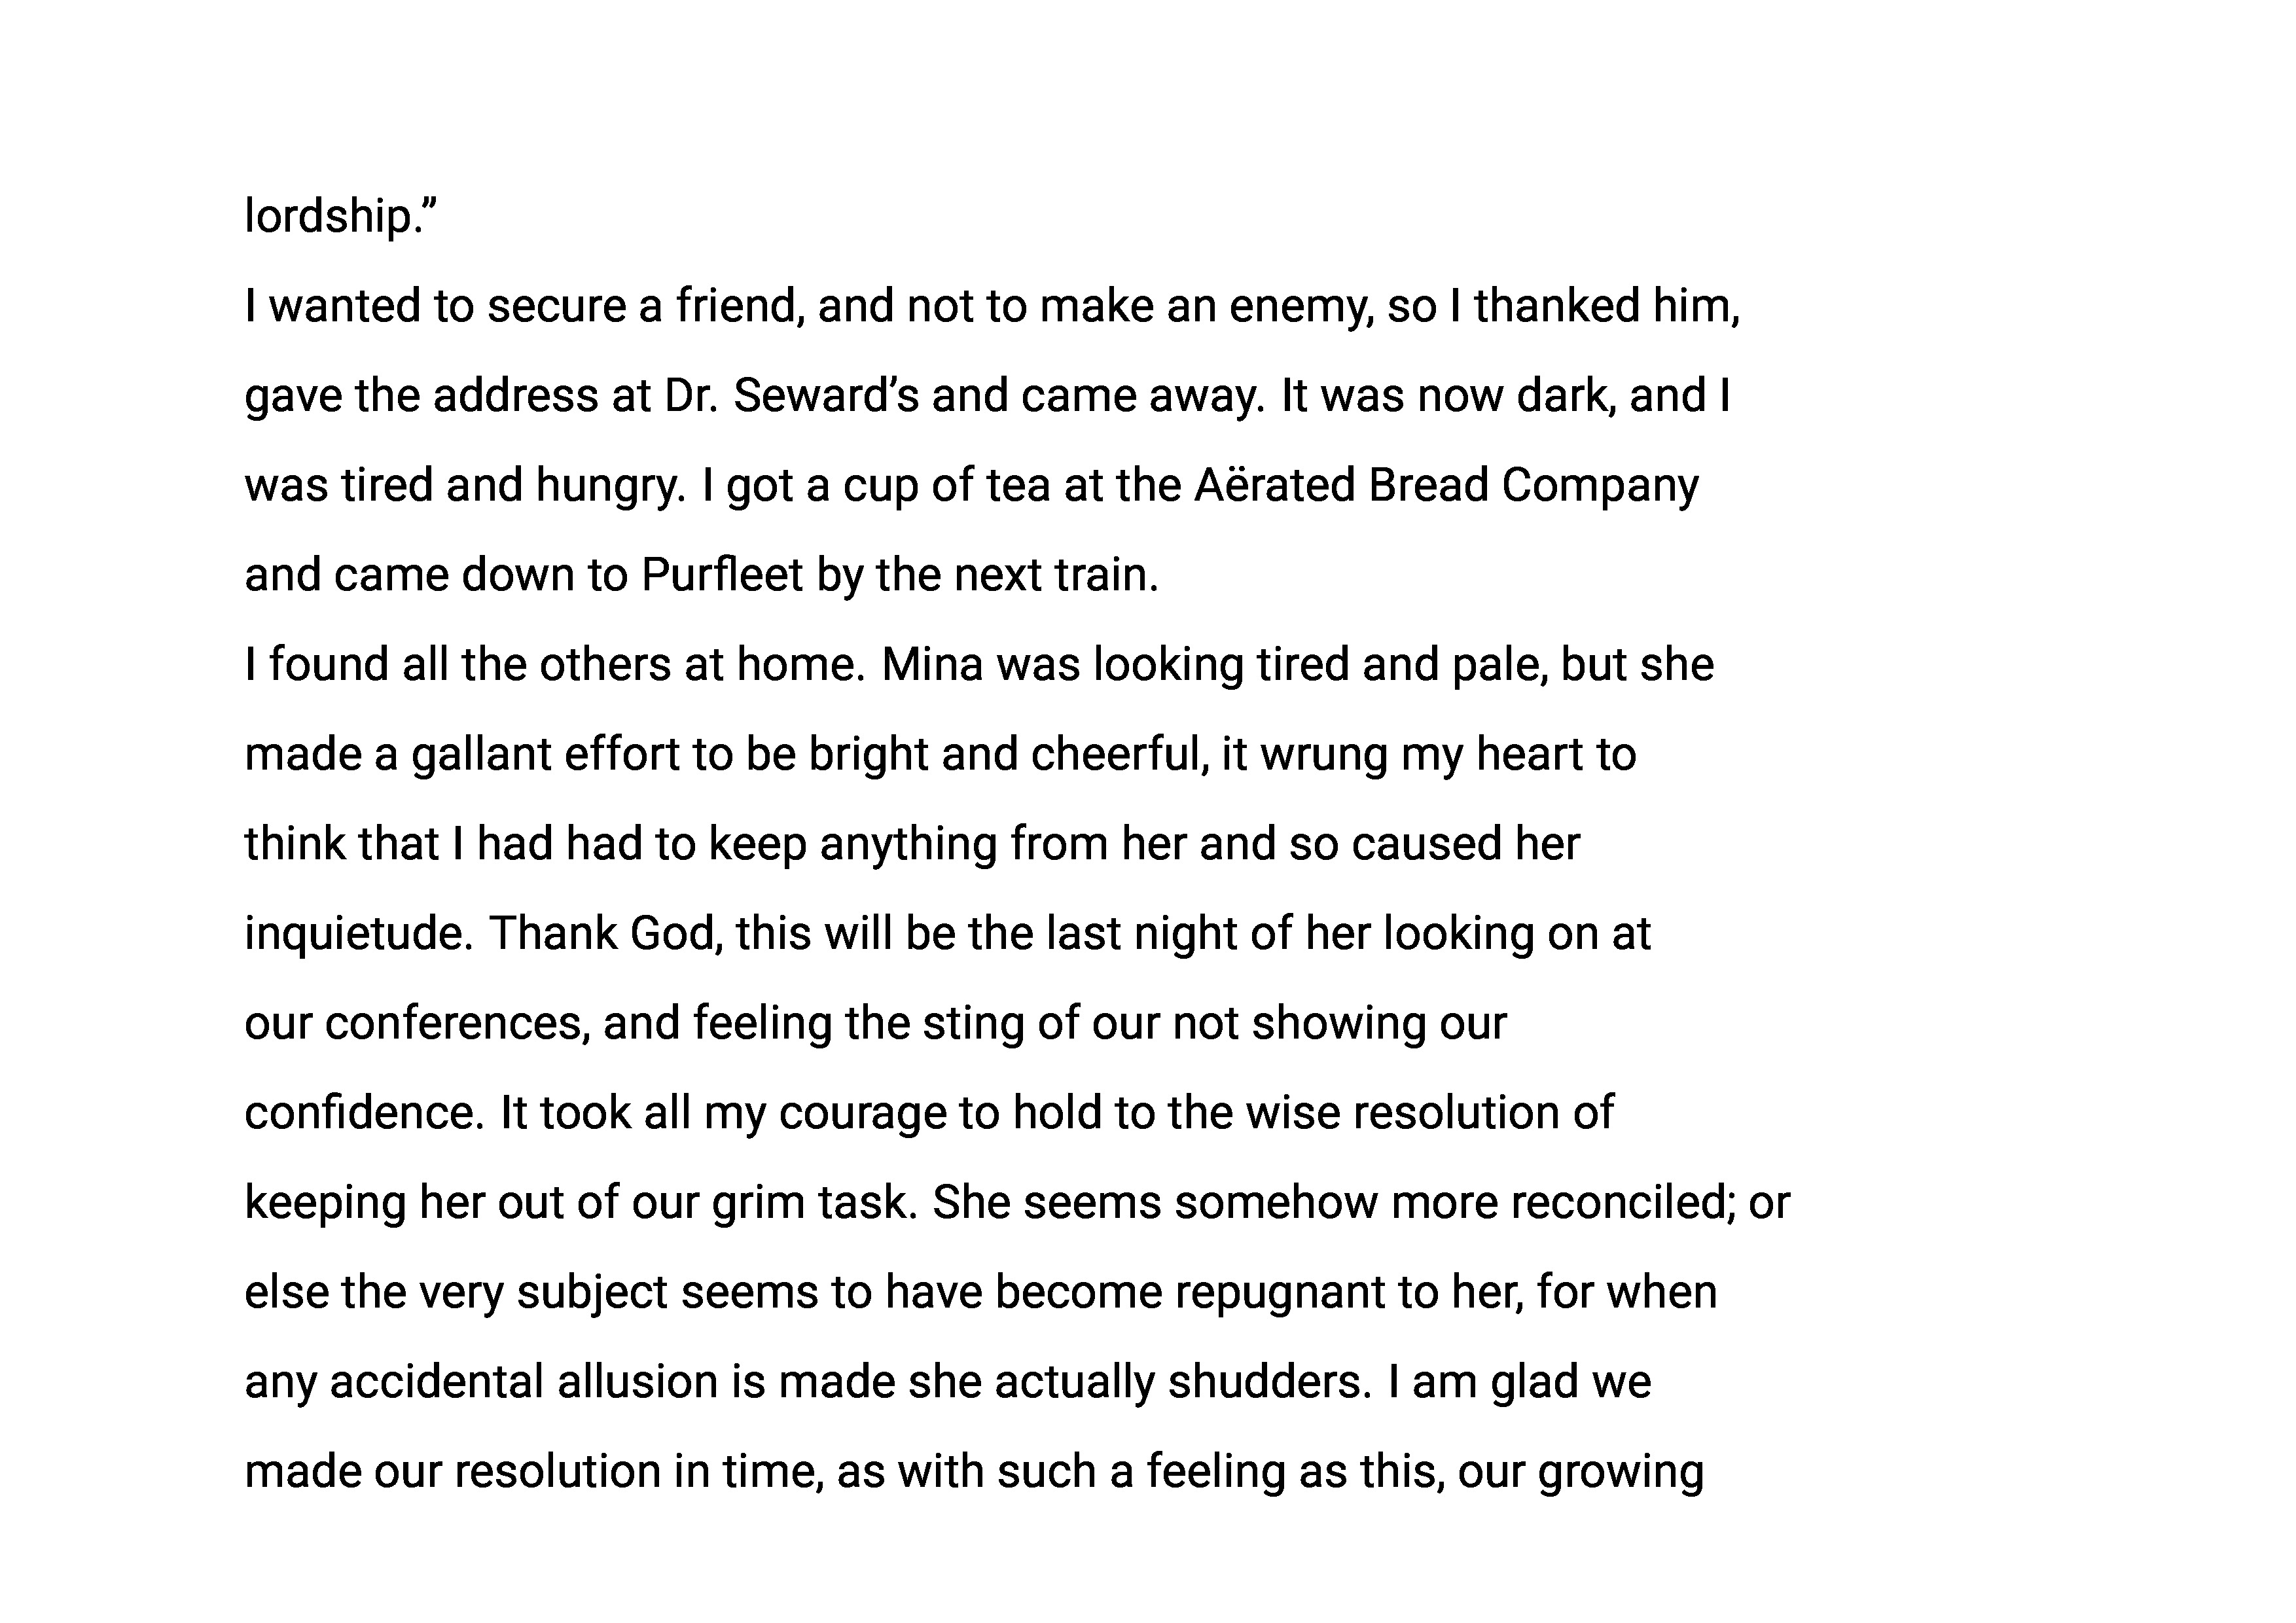 lordship.”
I wanted to secure a friend, and not to make an enemy, so I thanked him,
gave the address at Dr. Seward’s and came away. It was now dark, and I
was tired and hungry. I got a cup of tea at the Aërated Bread Company
and came down to Purfleet by the next train.
I found all the others at home. Mina was looking tired and pale, but she
made a gallant effort to be bright and cheerful, it wrung my heart to
think that I had had to keep anything from her and so caused her
inquietude. Thank God, this will be the last night of her looking on at
our conferences, and feeling the sting of our not showing our
confidence. It took all my courage to hold to the wise resolution of
keeping her out of our grim task. She seems somehow more reconciled; or
else the very subject seems to have become repugnant to her, for when
any accidental allusion is made she actually shudders. I am glad we
made our resolution in time, as with such a feeling as this, our growing